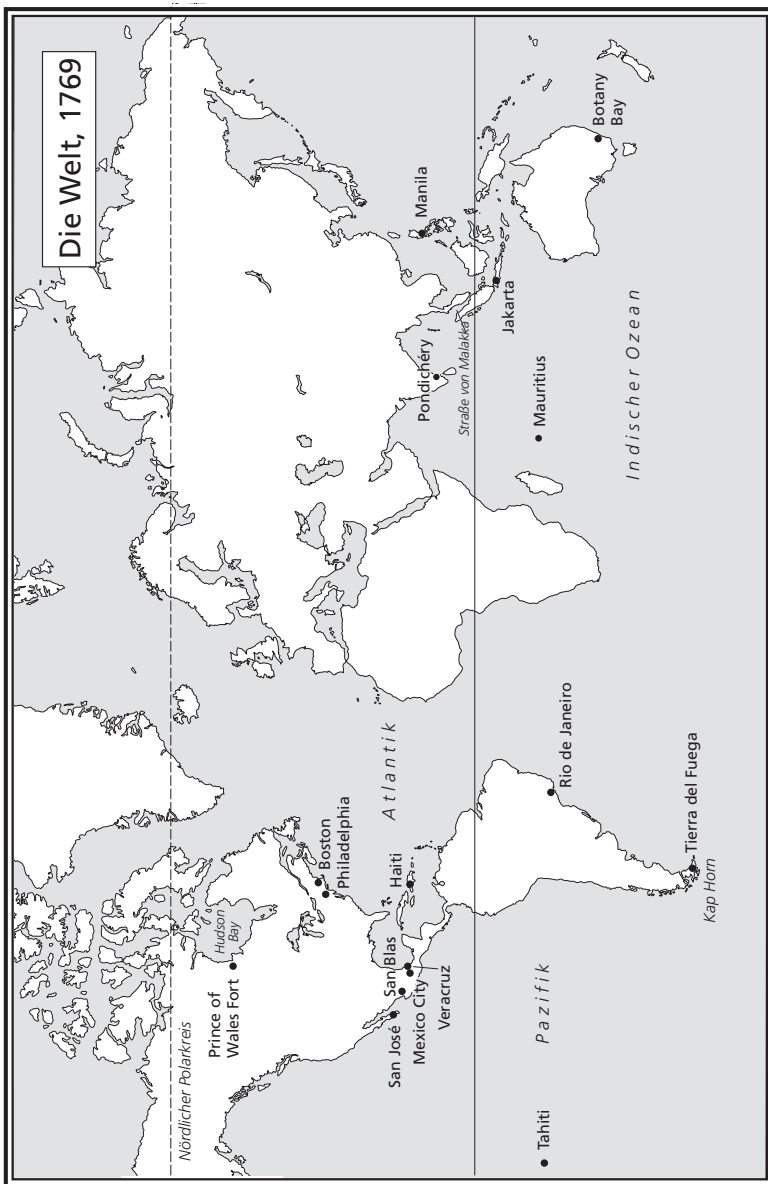 Die Welt, 1769
Nördlicher Polarkreis
Hudson
Bay
Prince of
Wales Fort
Boston
Philadelphia
Atlantik
Haiti
San Blas
San José
Mexico City
Veracruz
Pazifik
Tahiti
Rio de Janeiro
Tierra del Fuega
Kap Horn
Pondichéry
Straße von Malakka
Manila
Jakarta
Mauritius
Indischer Ozean
Botany
Bay